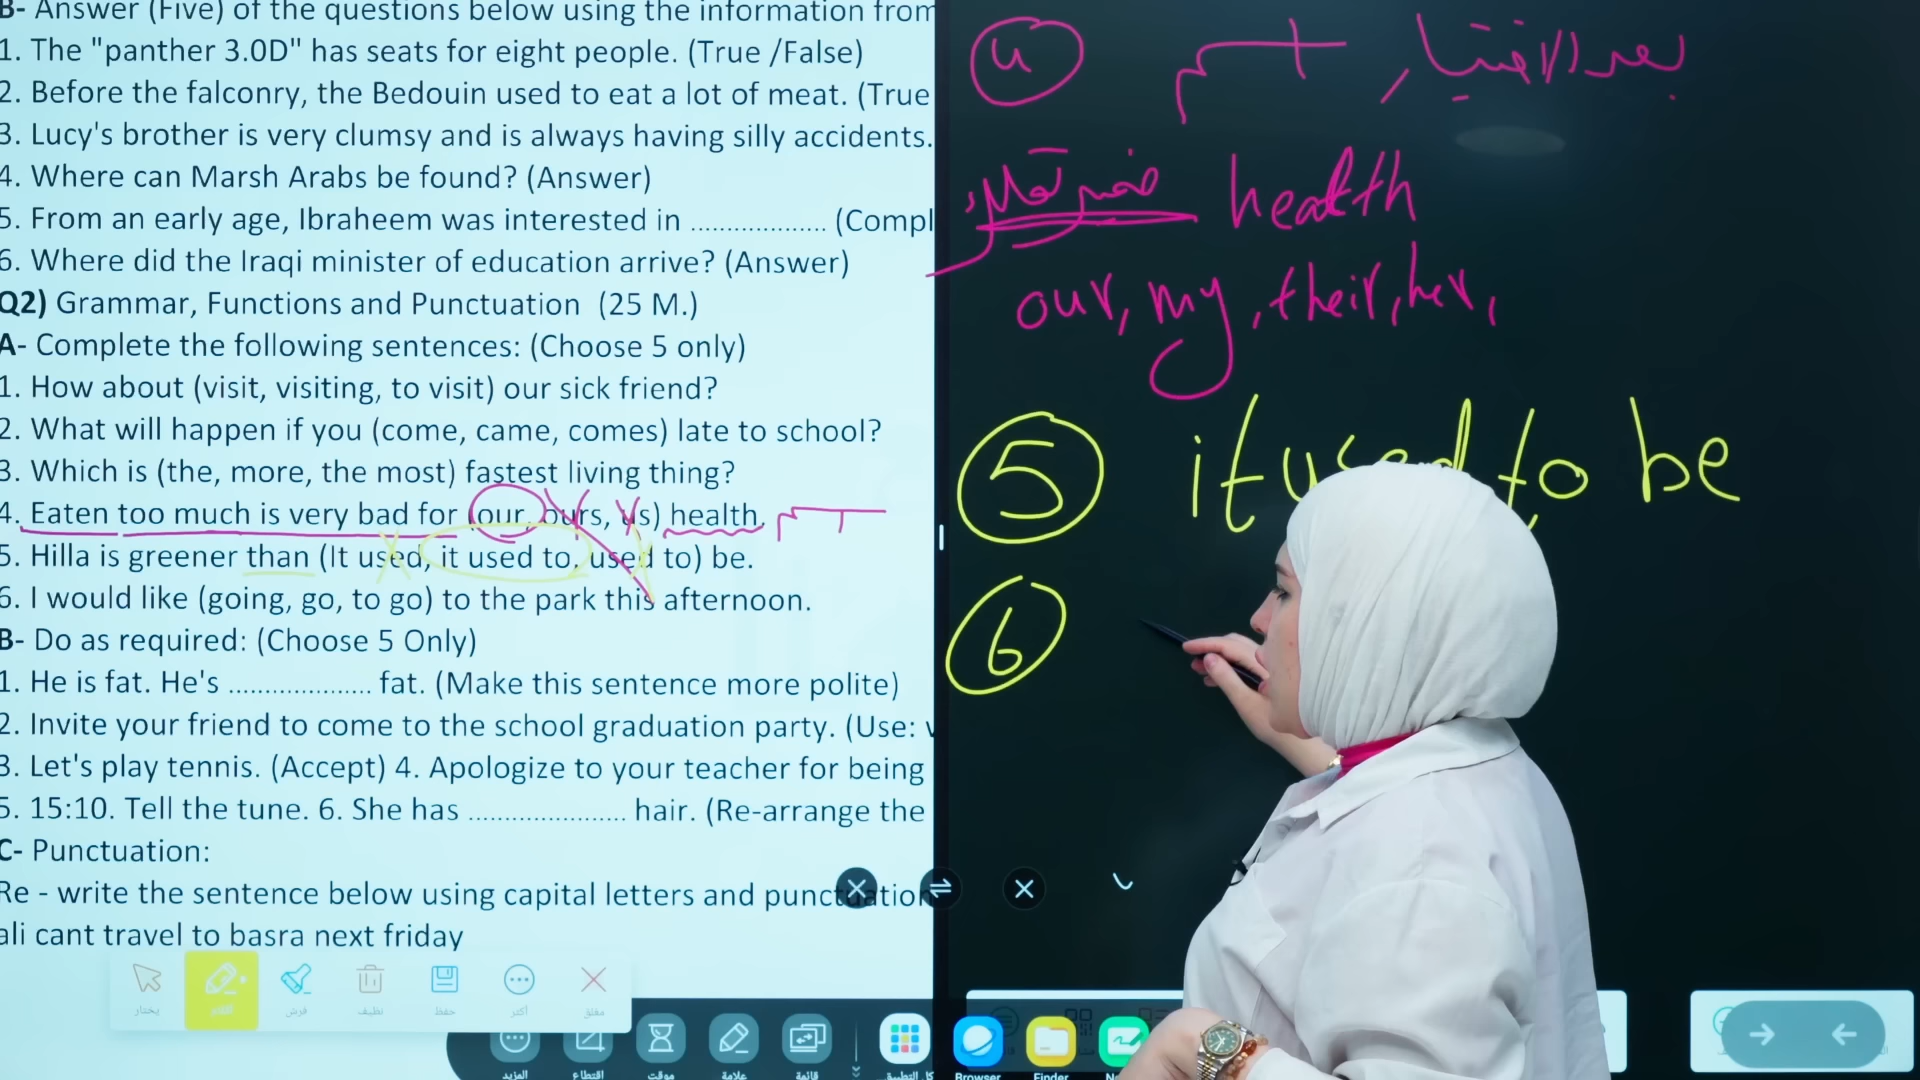 B- Answer (Five) of the questions below using the information from
1. The "panther 3.0D" has seats for eight people. (True /False)
2. Before the falconry, the Bedouin used to eat a lot of meat. (True
3. Lucy's brother is very clumsy and is always having silly accidents.
4. Where can Marsh Arabs be found? (Answer)
5. From an early age, Ibraheem was interested in ................... (Compl
6. Where did the Iraqi minister of education arrive? (Answer)
Q2) Grammar, Functions and Punctuation (25 M.)
A- Complete the following sentences: (Choose 5 only)
1. How about (visit, visiting, to visit) our sick friend?
2. What will happen if you (come, came, comes) late to school?
3. Which is (the, more, the most) fastest living thing?
4. Eaten too much is very bad for (our, ours, us) health.
5. Hilla is greener than (It used, it used to, used to) be.
6. I would like (going, go, to go) to the park this afternoon.
B- Do as required: (Choose 5 Only)
1. He is fat. He's .................... fat. (Make this sentence more polite)
2. Invite your friend to come to the school graduation party. (Use:
3. Let's play tennis. (Accept) 4. Apologize to your teacher for being
5. 15:10. Tell the tune. 6. She has ...................... hair. (Re-arrange the
C- Punctuation:
Re - write the sentence below using capital letters and punctuation
ali cant travel to basra next friday
يختار
تنظيف
حفظ
أكثر
مغلق
المزيد
اقتطاع
موقت
علامة
قائمة
Browser
Finder
4
health
our, my, their, her,
5 it used to be
6